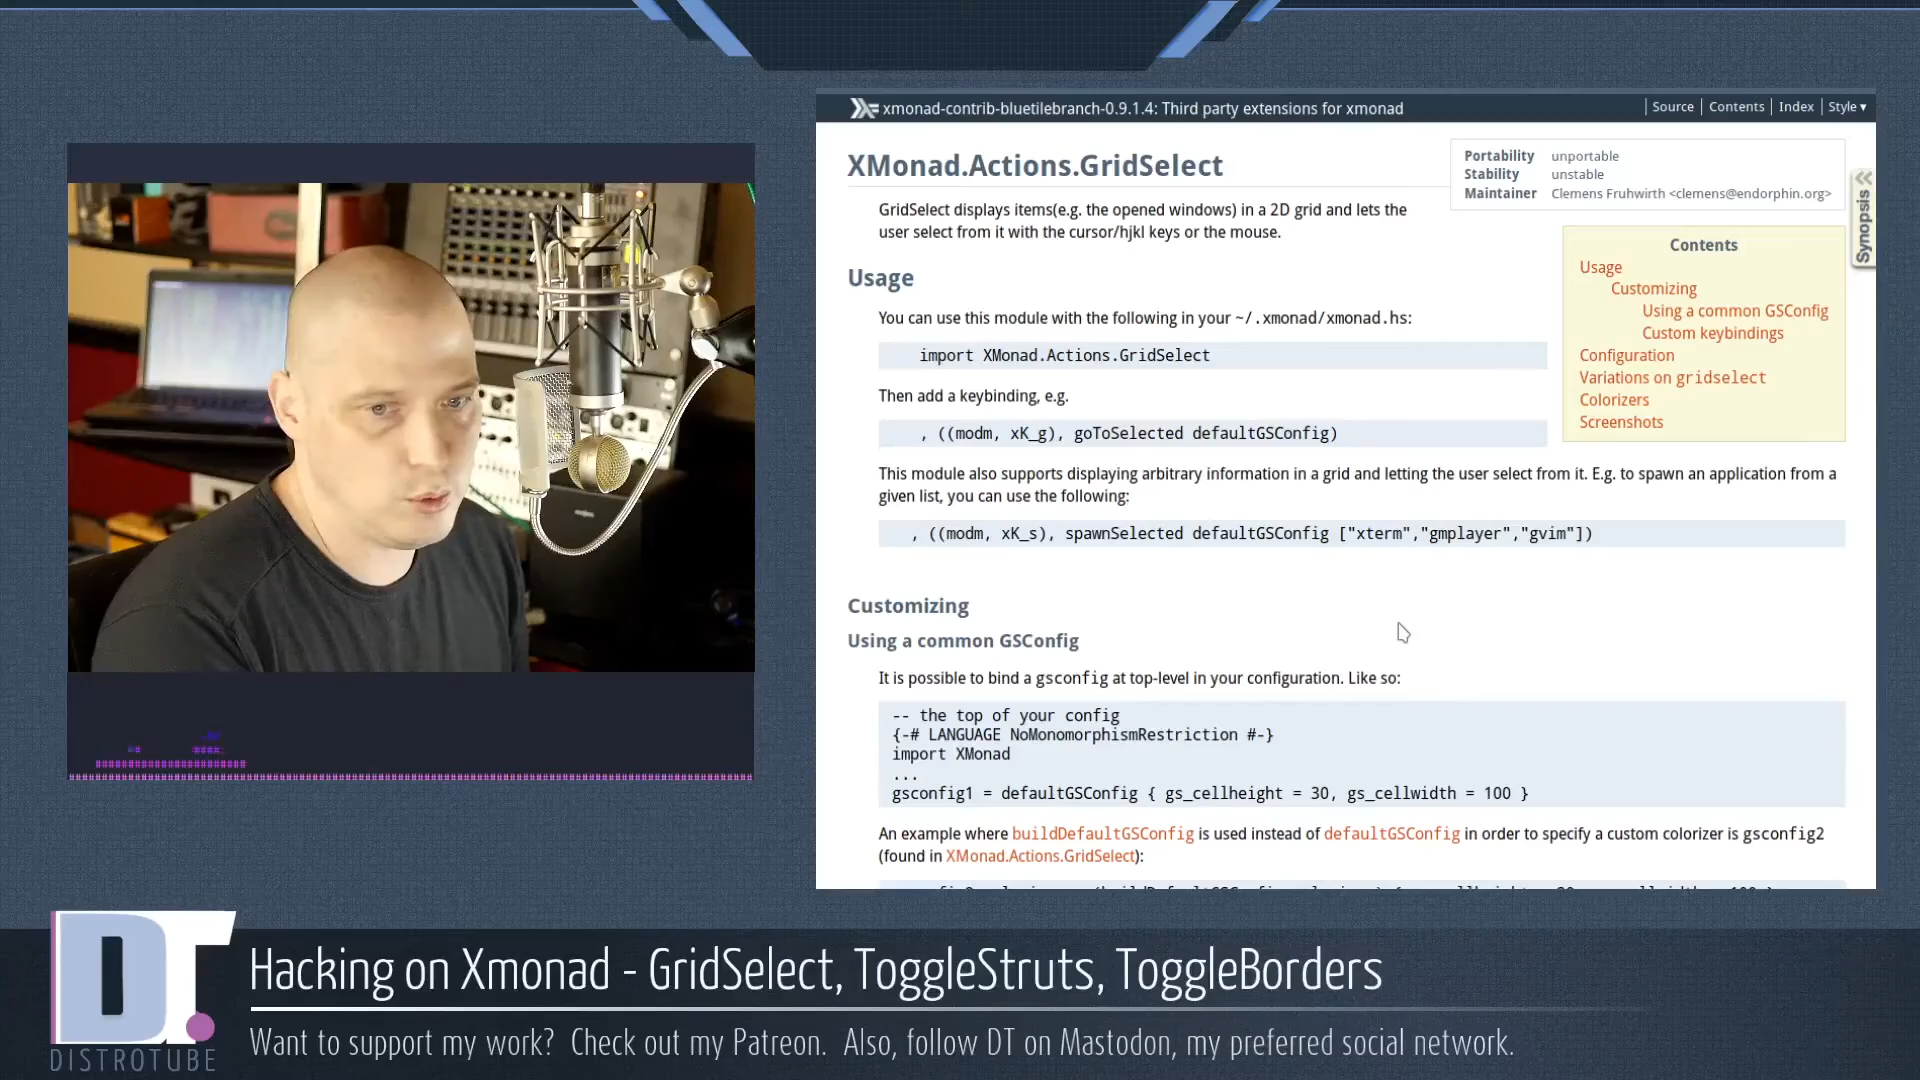 xmonad-contrib-bluetilebranch-0.9.1.4: Third party extensions for xmonad
Source
Contents
Index
Style ▾
XMonad.Actions.GridSelect
Portability unportable
Stability unstable
Maintainer Clemens Fruhwirth <clemens@endorphin.org>
Synopsis
GridSelect displays items(e.g. the opened windows) in a 2D grid and lets the
user select from it with the cursor/hjkl keys or the mouse.
Contents
Usage
Customizing
Using a common GSConfig
Custom keybindings
Configuration
Variations on gridselect
Colorizers
Screenshots
Usage
You can use this module with the following in your ~/.xmonad/xmonad.hs:
import XMonad.Actions.GridSelect
Then add a keybinding, e.g.
, ((modm, xK_g), goToSelected defaultGSConfig)
This module also supports displaying arbitrary information in a grid and letting the user select from it. E.g. to spawn an application from a
given list, you can use the following:
, ((modm, xK_s), spawnSelected defaultGSConfig ["xterm","gmplayer","gvim"])
Customizing
Using a common GSConfig
It is possible to bind a gsconfig at top-level in your configuration. Like so:
-- the top of your config
{-# LANGUAGE NoMonomorphismRestriction #-}
import XMonad
...
gsconfig1 = defaultGSConfig { gs_cellheight = 30, gs_cellwidth = 100 }
An example where buildDefaultGSConfig is used instead of defaultGSConfig in order to specify a custom colorizer is gsconfig2
(found in XMonad.Actions.GridSelect):
DT
DISTROTUBE
Hacking on Xmonad - GridSelect, ToggleStruts, ToggleBorders
Want to support my work? Check out my Patreon. Also, follow DT on Mastodon, my preferred social network.